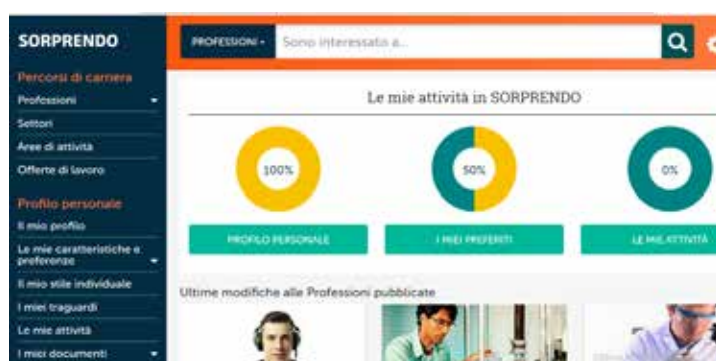 SORPRENDO
PROFESSIONI
Sono interessato a...
Percorsi di carriera
Professioni
Settori
Aree di attività
Offerte di lavoro
Profilo personale
Il mio profilo
Le mie caratteristiche e
preferenze
Il mio stile individuale
I miei traguardi
Le mie attività
I miei documenti
Le mie attività in SORPRENDO
100%
50%
0%
PROFILO PERSONALE
I MIEI PREFERITI
LE MIE ATTIVITÀ
Ultime modifiche alle Professioni pubblicate